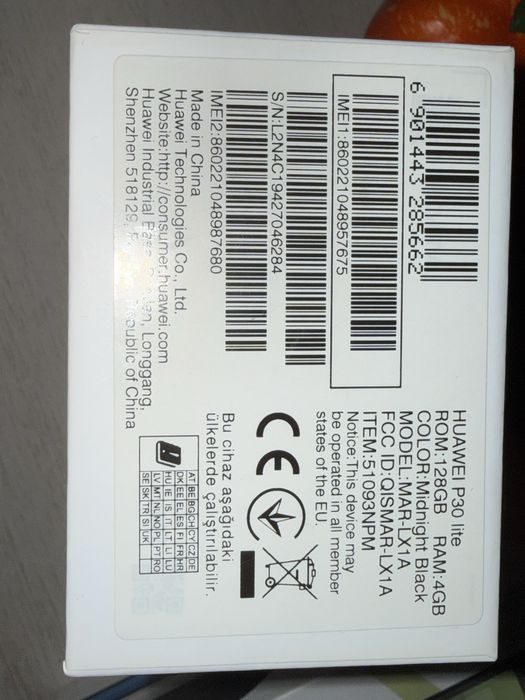 HUAWEI P30 lite
ROM:128GB RAM:4GB
COLOR:Midnight Black
MODEL:MAR-LX1A
FCC ID:QISMAR-LX1A
ITEM:51093NPM
Notice:This device may
be operated in all member
states of the EU.
CE
Bu cihaz aşağıdaki
ülkelerde çalıştırılabilir.
AT BE BG CH CY CZ DE
DK EE EL ES FI FR HR
HU IE IS IT LT LI LU
LV MT NL NO PL PT RO
SE SK TR SI UK
6 901443 285662
IMEI1:860221048957675
S/N:L2N4C19427046284
IMEI2:860221048987680
Made in China
Huawei Technologies Co., Ltd.
Website:http://consumer.huawei.com
Huawei Industrial Longgang,
Shenzhen 518129, Republic of China